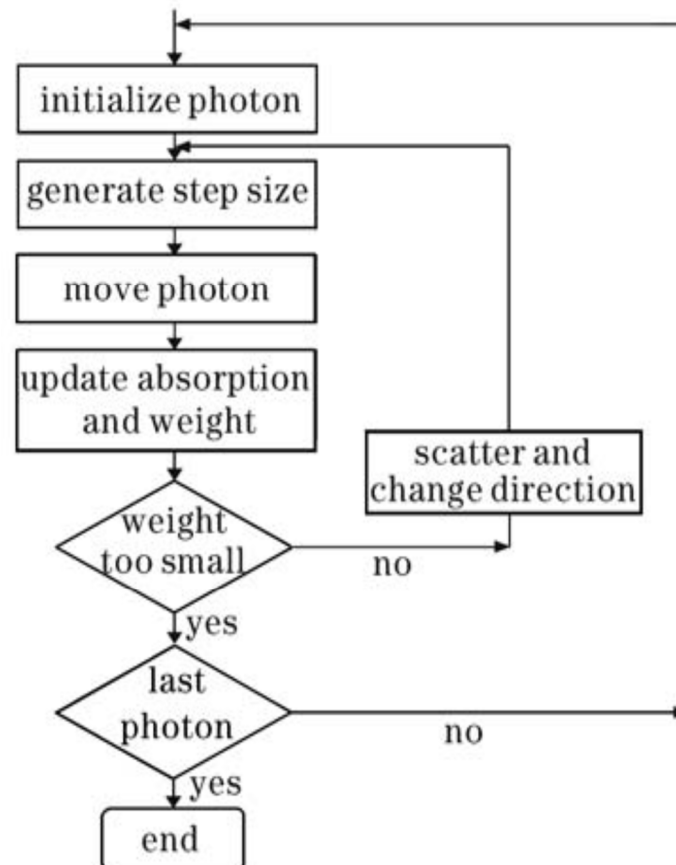 initialize photon
generate step size
move photon
update absorption
and weight
scatter and
change direction
weight
too small
no
yes
last
photon
no
yes
end